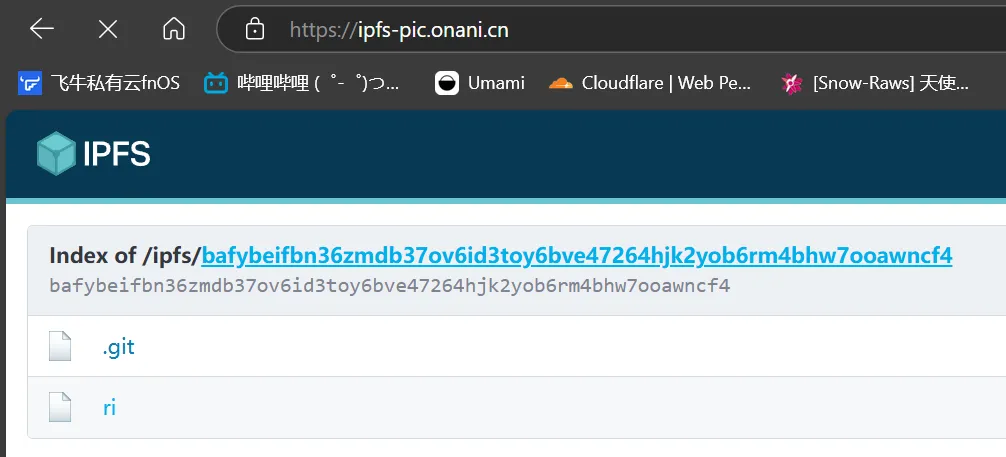 https://ipfs-pic.onani.cn
飞牛私有云fnOS 哔哩哔哩 ( ゜- ゜)つ... Umami Cloudflare | Web Pe... [Snow-Raws] 天使...
IPFS
Index of /ipfs/bafybeifbn36zmdb37ov6id3toy6bve47264hjk2yob6rm4bhw7ooawncf4
bafybeifbn36zmdb37ov6id3toy6bve47264hjk2yob6rm4bhw7ooawncf4
.git
ri